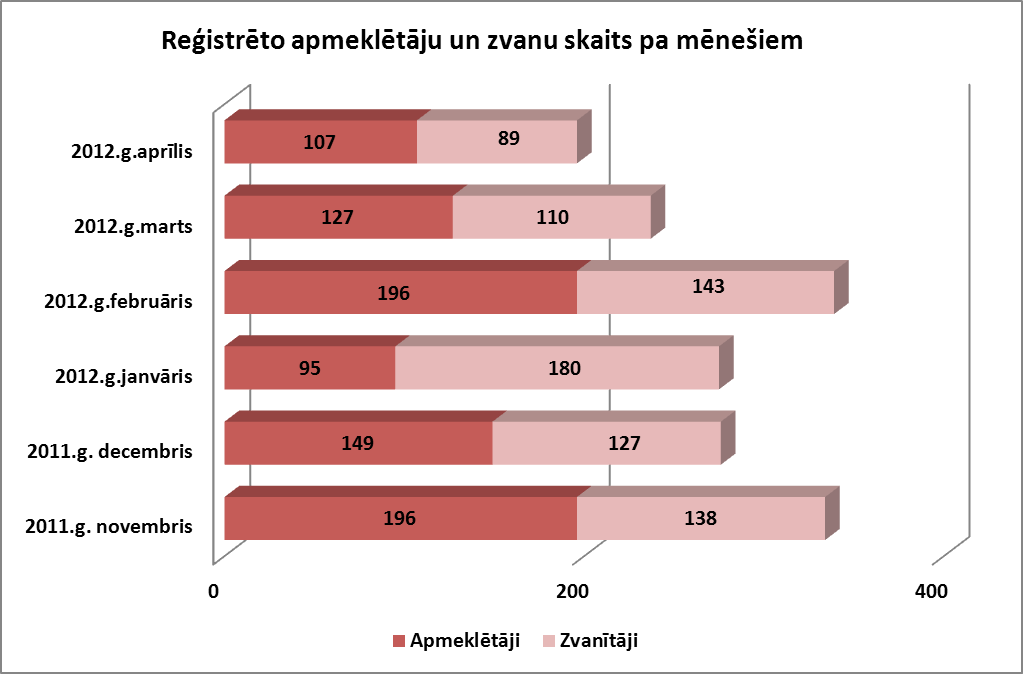 Reģistrēto apmeklētāju un zvanu skaits pa mēnešiem
2012.g.aprīlis
107
89
2012.g.marts
127
110
2012.g.februāris
196
143
2012.g.janvāris
95
180
2011.g. decembris
149
127
2011.g. novembris
196
138
0
200
400
Apmeklētāji
Zvanītāji